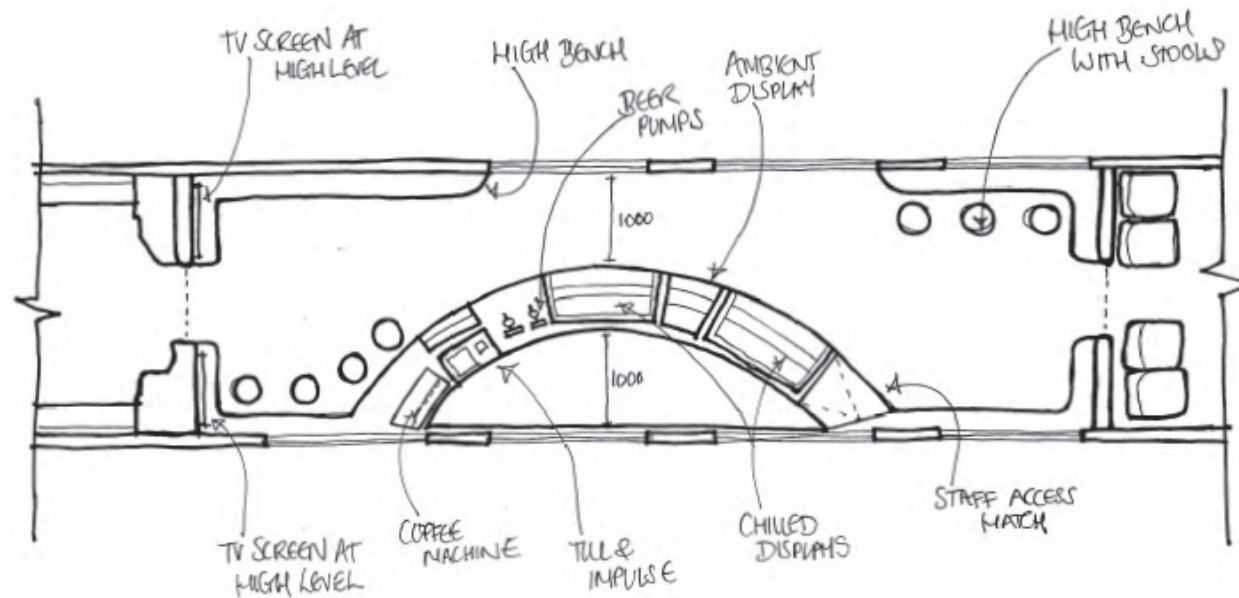 TV SCREEN AT
HIGH LEVEL
HIGH BENCH
BEER
PUMPS
AMBIENT
DISPLAY
HIGH BENCH
WITH STOOLS
1000
1000
TV SCREEN AT
HIGH LEVEL
COFFEE
MACHINE
TILL &
IMPULSE
CHILLED
DISPLAYS
STAFF ACCESS
HATCH